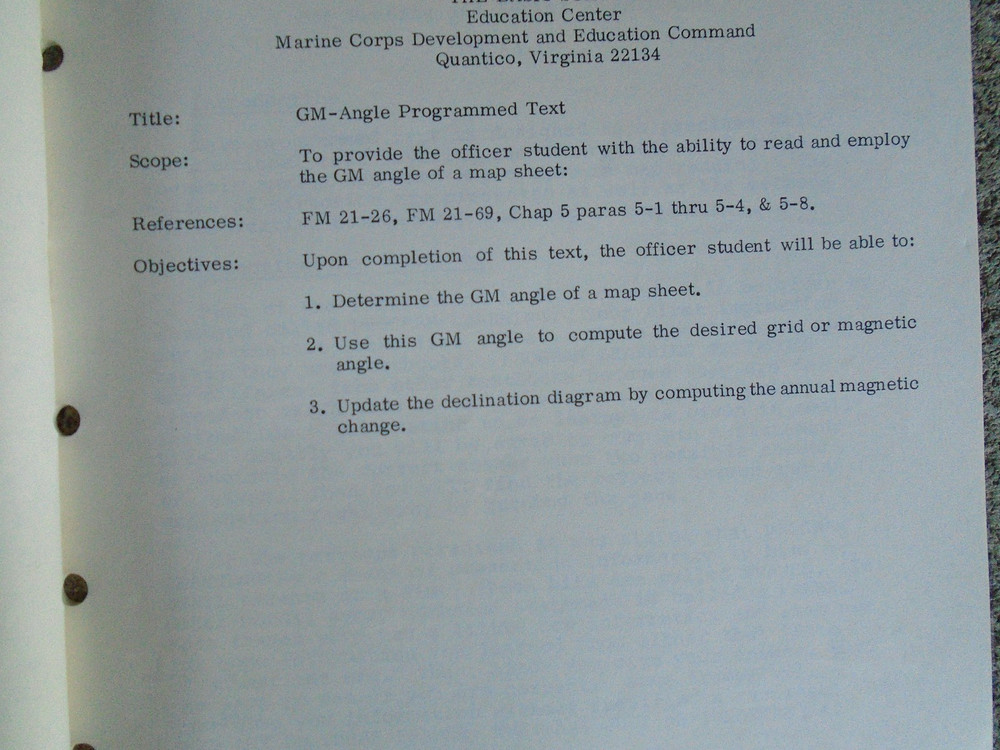 Education Center
Marine Corps Development and Education Command
Quantico, Virginia 22134
Title: GM-Angle Programmed Text
Scope: To provide the officer student with the ability to read and employ
the GM angle of a map sheet:
References: FM 21-26, FM 21-69, Chap 5 paras 5-1 thru 5-4, & 5-8.
Objectives: Upon completion of this text, the officer student will be able to:
1. Determine the GM angle of a map sheet.
2. Use this GM angle to compute the desired grid or magnetic
angle.
3. Update the declination diagram by computing the annual magnetic
change.